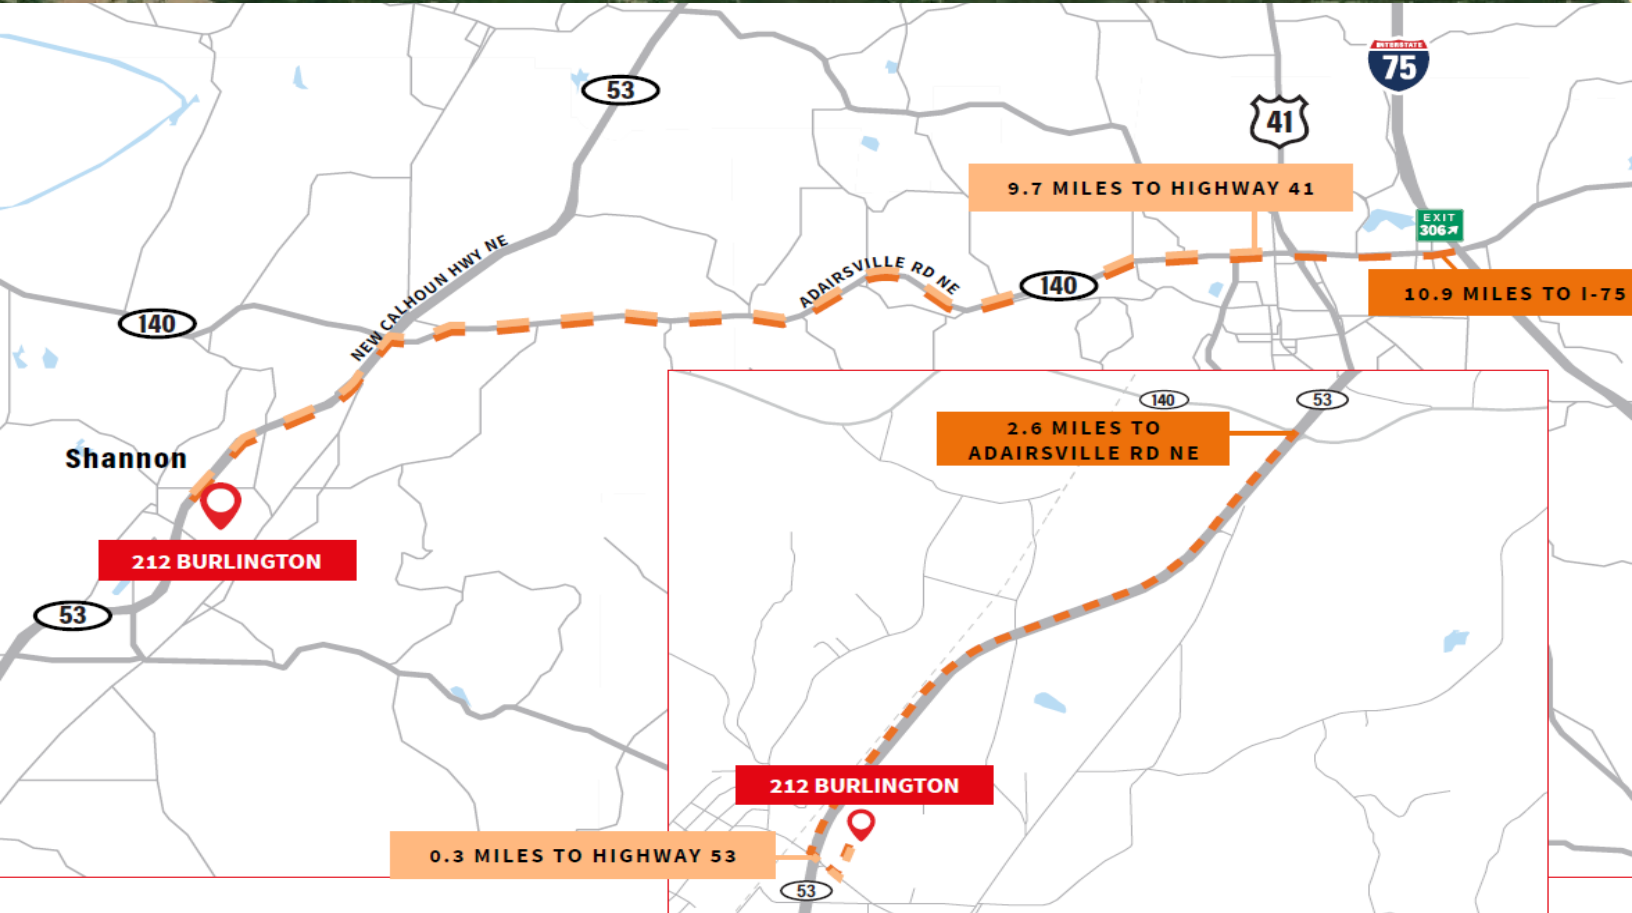 53
INTERSTATE
75
41
9.7 MILES TO HIGHWAY 41
EXIT
306
NEW CALHOUN HWY NE
ADAIRSVILLE RD NE
140
10.9 MILES TO I-75
140
140
53
2.6 MILES TO
ADAIRSVILLE RD NE
Shannon
212 BURLINGTON
53
212 BURLINGTON
0.3 MILES TO HIGHWAY 53
53